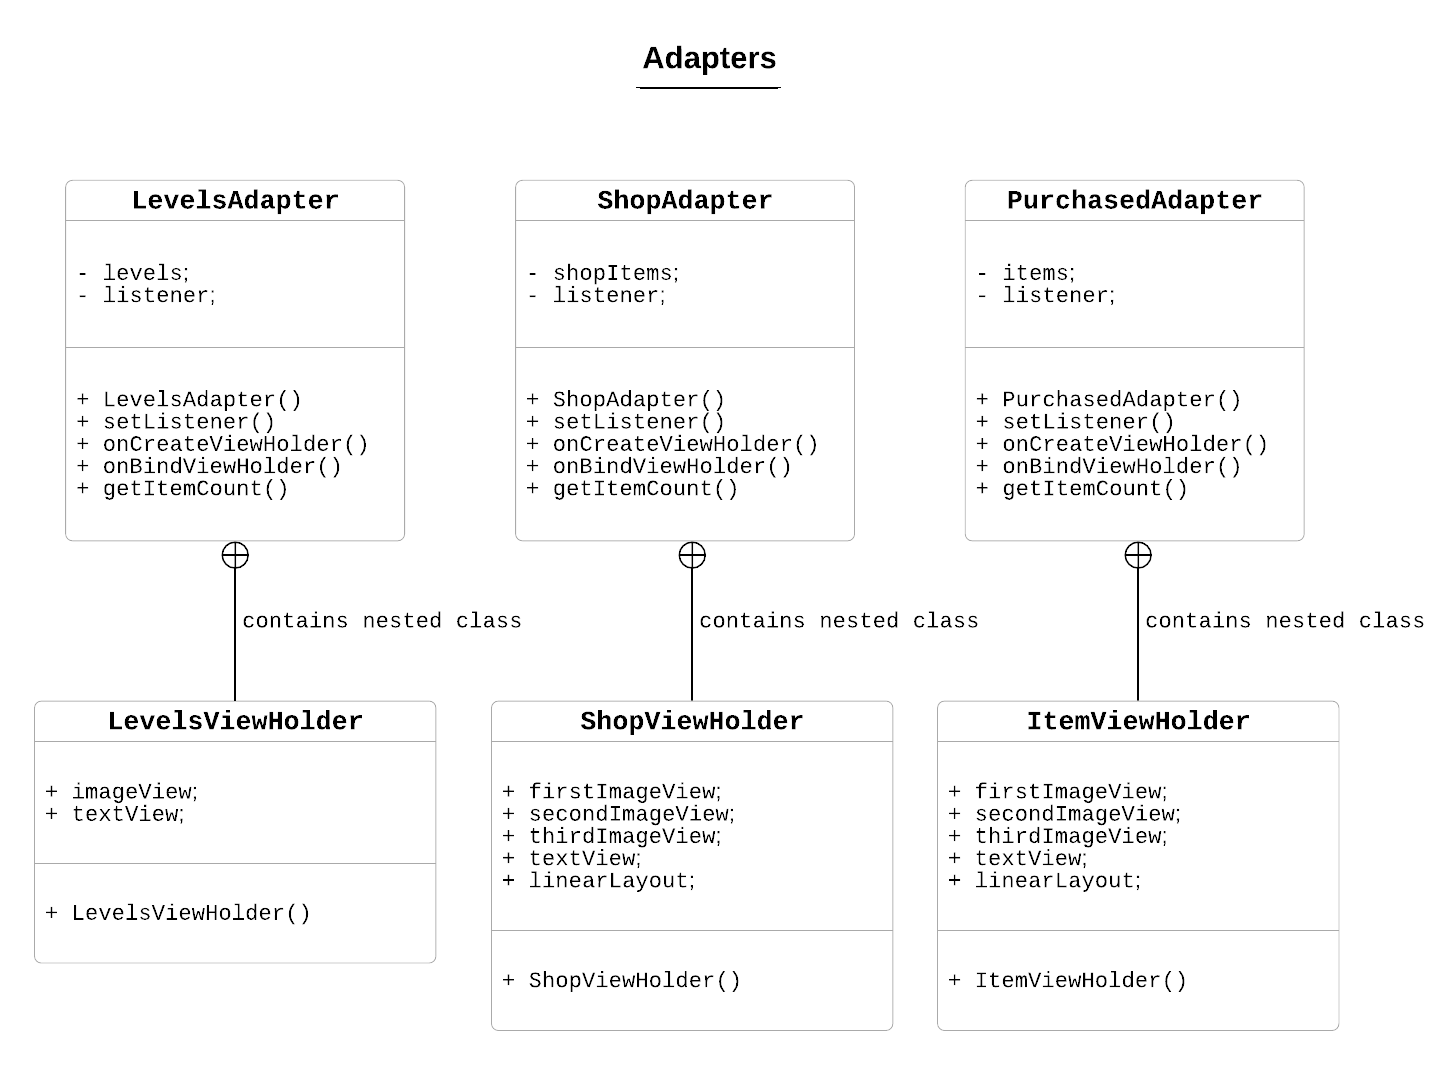 Adapters
LevelsAdapter
- levels;
- listener;
+ LevelsAdapter()
+ setListener()
+ onCreateViewHolder()
+ onBindViewHolder()
+ getItemCount()
contains nested class
LevelsViewHolder
+ imageView;
+ textView;
+ LevelsViewHolder()
ShopAdapter
- shopItems;
- listener;
+ ShopAdapter()
+ setListener()
+ onCreateViewHolder()
+ onBindViewHolder()
+ getItemCount()
contains nested class
ShopViewHolder
+ firstImageView;
+ secondImageView;
+ thirdImageView;
+ textView;
+ linearLayout;
+ ShopViewHolder()
PurchasedAdapter
- items;
- listener;
+ PurchasedAdapter()
+ setListener()
+ onCreateViewHolder()
+ onBindViewHolder()
+ getItemCount()
contains nested class
ItemViewHolder
+ firstImageView;
+ secondImageView;
+ thirdImageView;
+ textView;
+ linearLayout;
+ ItemViewHolder()